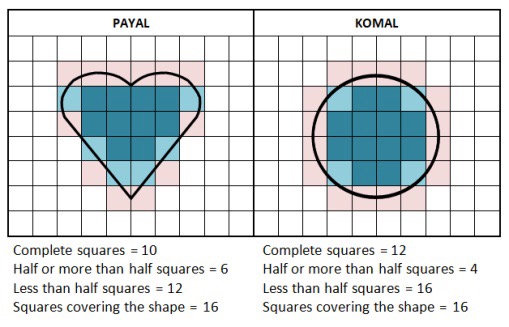 PAYAL
KOMAL
Complete squares = 10
Half or more than half squares = 6
Less than half squares = 12
Squares covering the shape = 16
Complete squares = 12
Half or more than half squares = 4
Less than half squares = 16
Squares covering the shape = 16